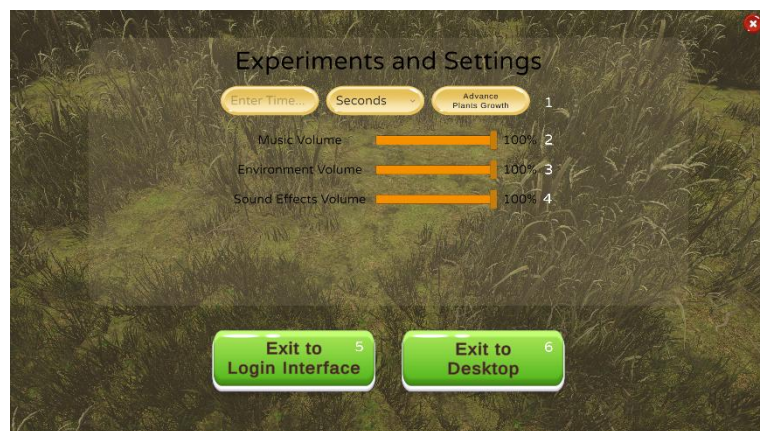 Experiments and Settings
Enter Time... Seconds Advance Plants Growth 1
Music Volume 100% 2
Environment Volume 100% 3
Sound Effects Volume 100% 4
Exit to Login Interface 5
Exit to Desktop 6